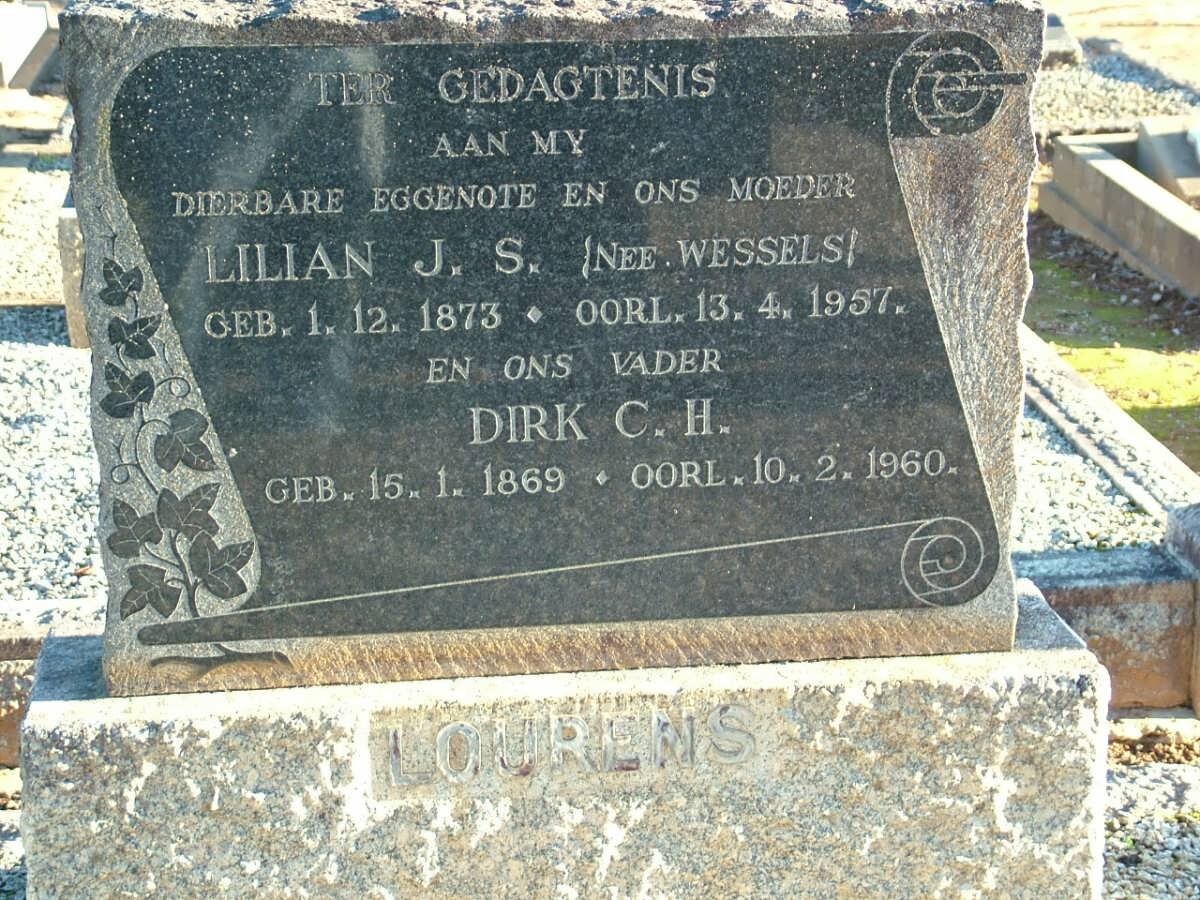 TER GEDAGTENIS
AAN MY
DIERBARE EGGENOTE EN ONS MOEDER
LILIAN J. S. {NEE WESSELS}
GEB. 1. 12. 1873 ⬥ OORL. 13. 4. 1957.
EN ONS VADER
DIRK C. H.
GEB. 15. 1. 1869 ⬥ OORL. 10. 2. 1960.
LOURENS